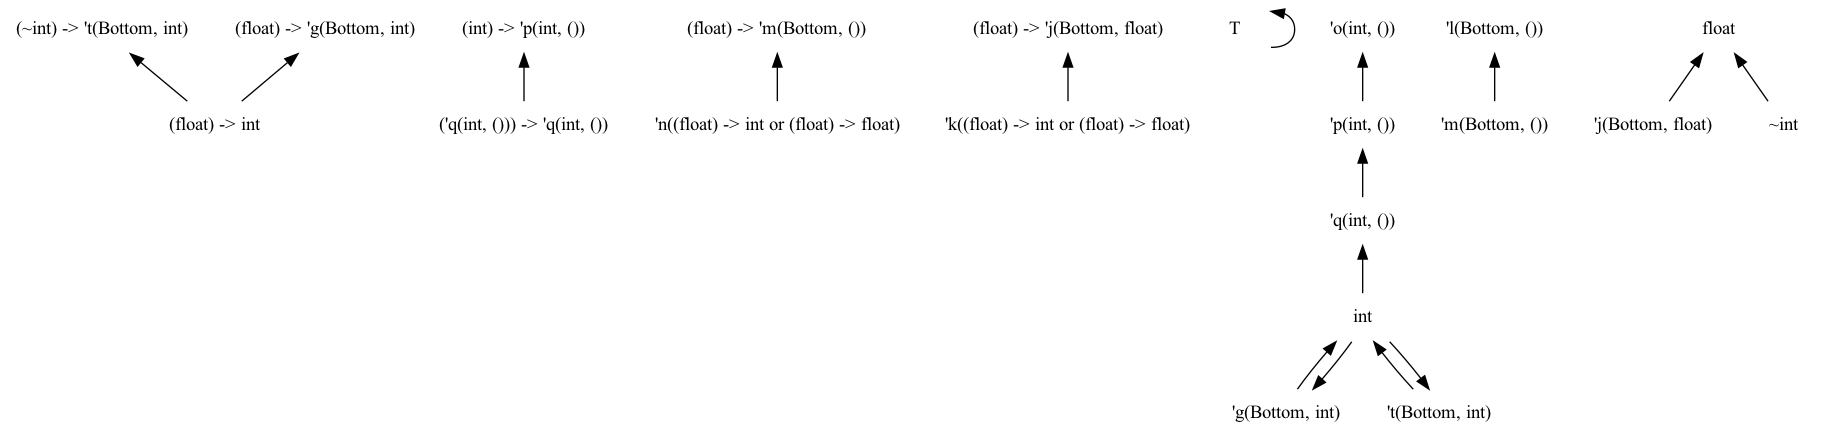 (~int) -> 't(Bottom, int)
(float) -> 'g(Bottom, int)
(int) -> 'p(int, ())
(float) -> 'm(Bottom, ())
(float) -> 'j(Bottom, float)
T
'o(int, ())
'l(Bottom, ())
float
(float) -> int
('q(int, ())) -> 'q(int, ())
'n((float) -> int or (float) -> float)
'k((float) -> int or (float) -> float)
'p(int, ())
'm(Bottom, ())
'j(Bottom, float)
~int
'q(int, ())
int
'g(Bottom, int)
't(Bottom, int)